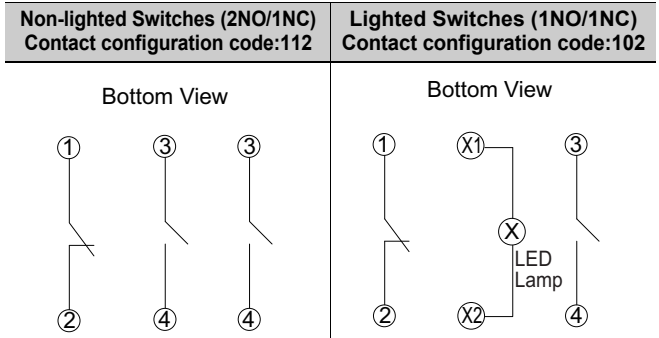 Non-lighted Switches (2NO/1NC)
Contact configuration code:112
Lighted Switches (1NO/1NC)
Contact configuration code:102
Bottom View
Bottom View
1 3 3
2 4 4
1 X1 3
X
LED
Lamp
2 X2 4